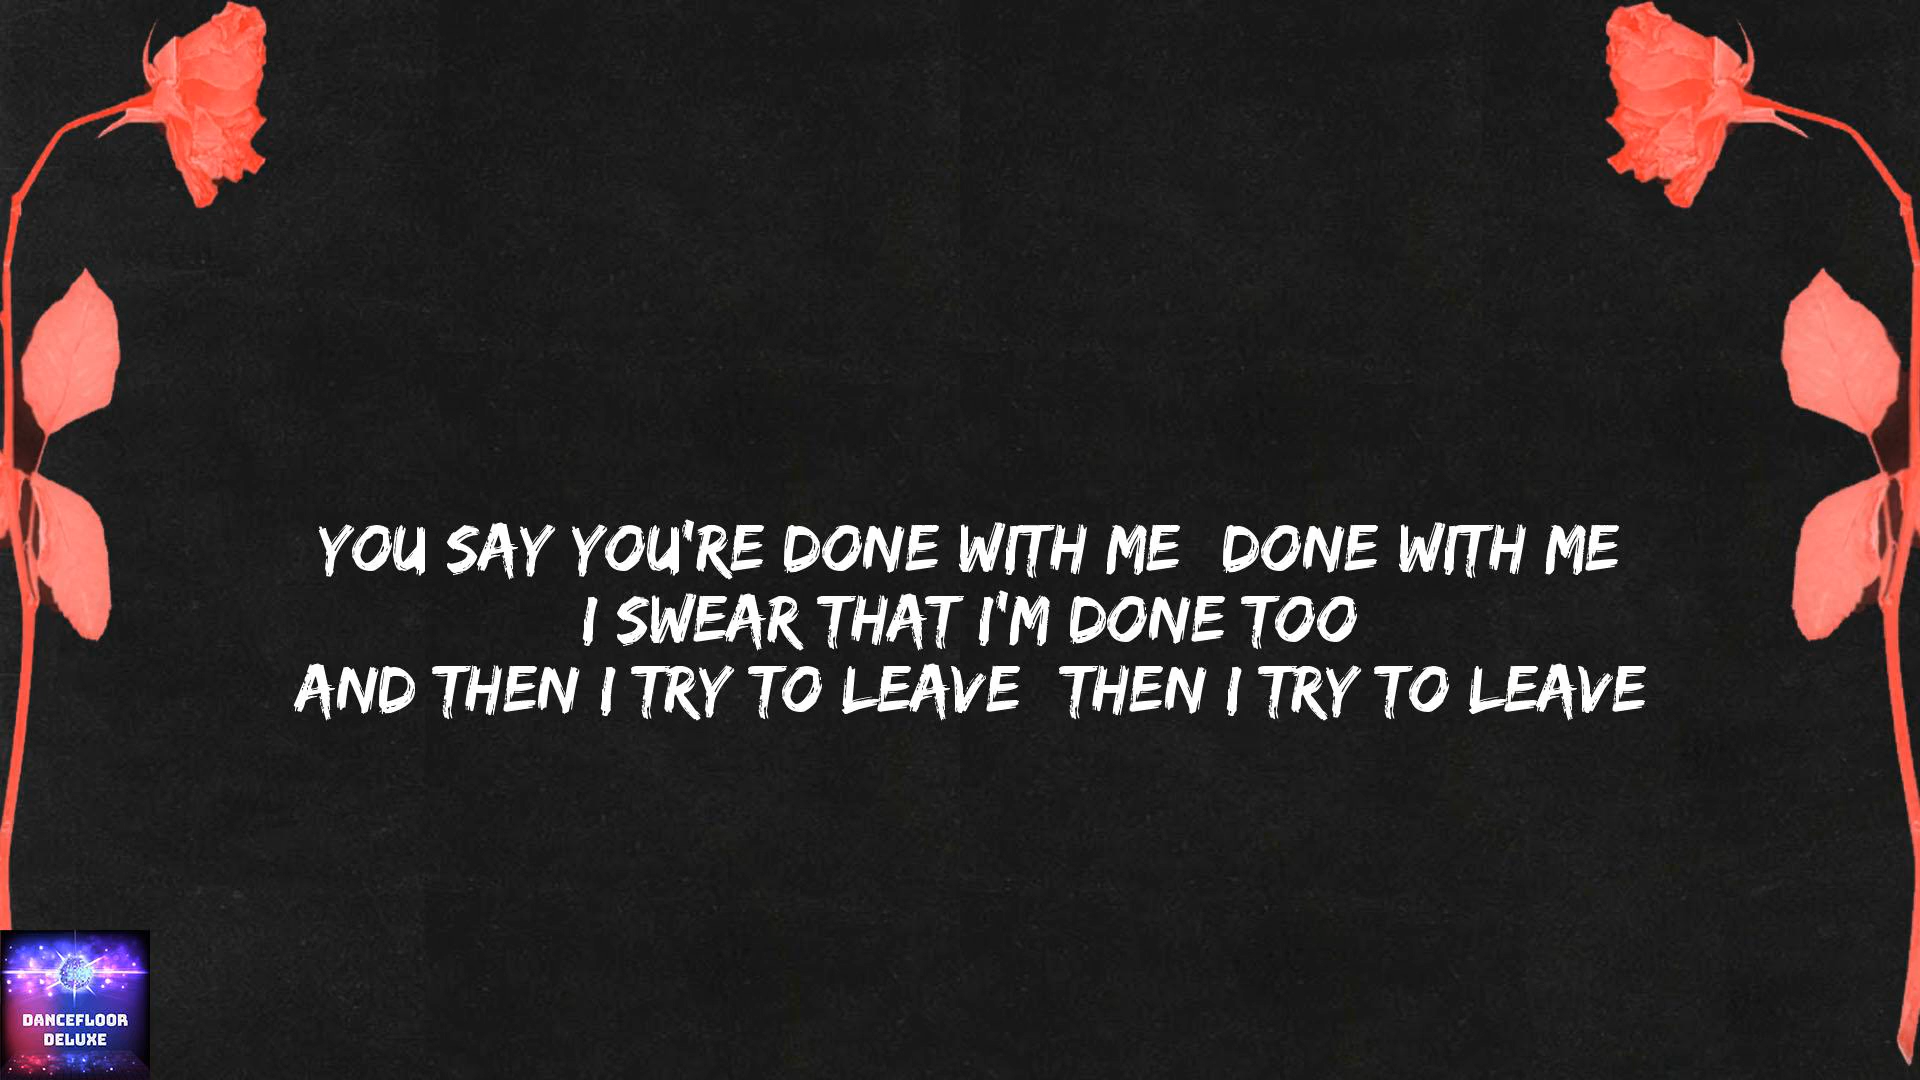 YOU SAY YOU'RE DONE WITH ME  DONE WITH ME
I SWEAR THAT I'M DONE TOO
AND THEN I TRY TO LEAVE  THEN I TRY TO LEAVE
DANCEFLOOR
DELUXE